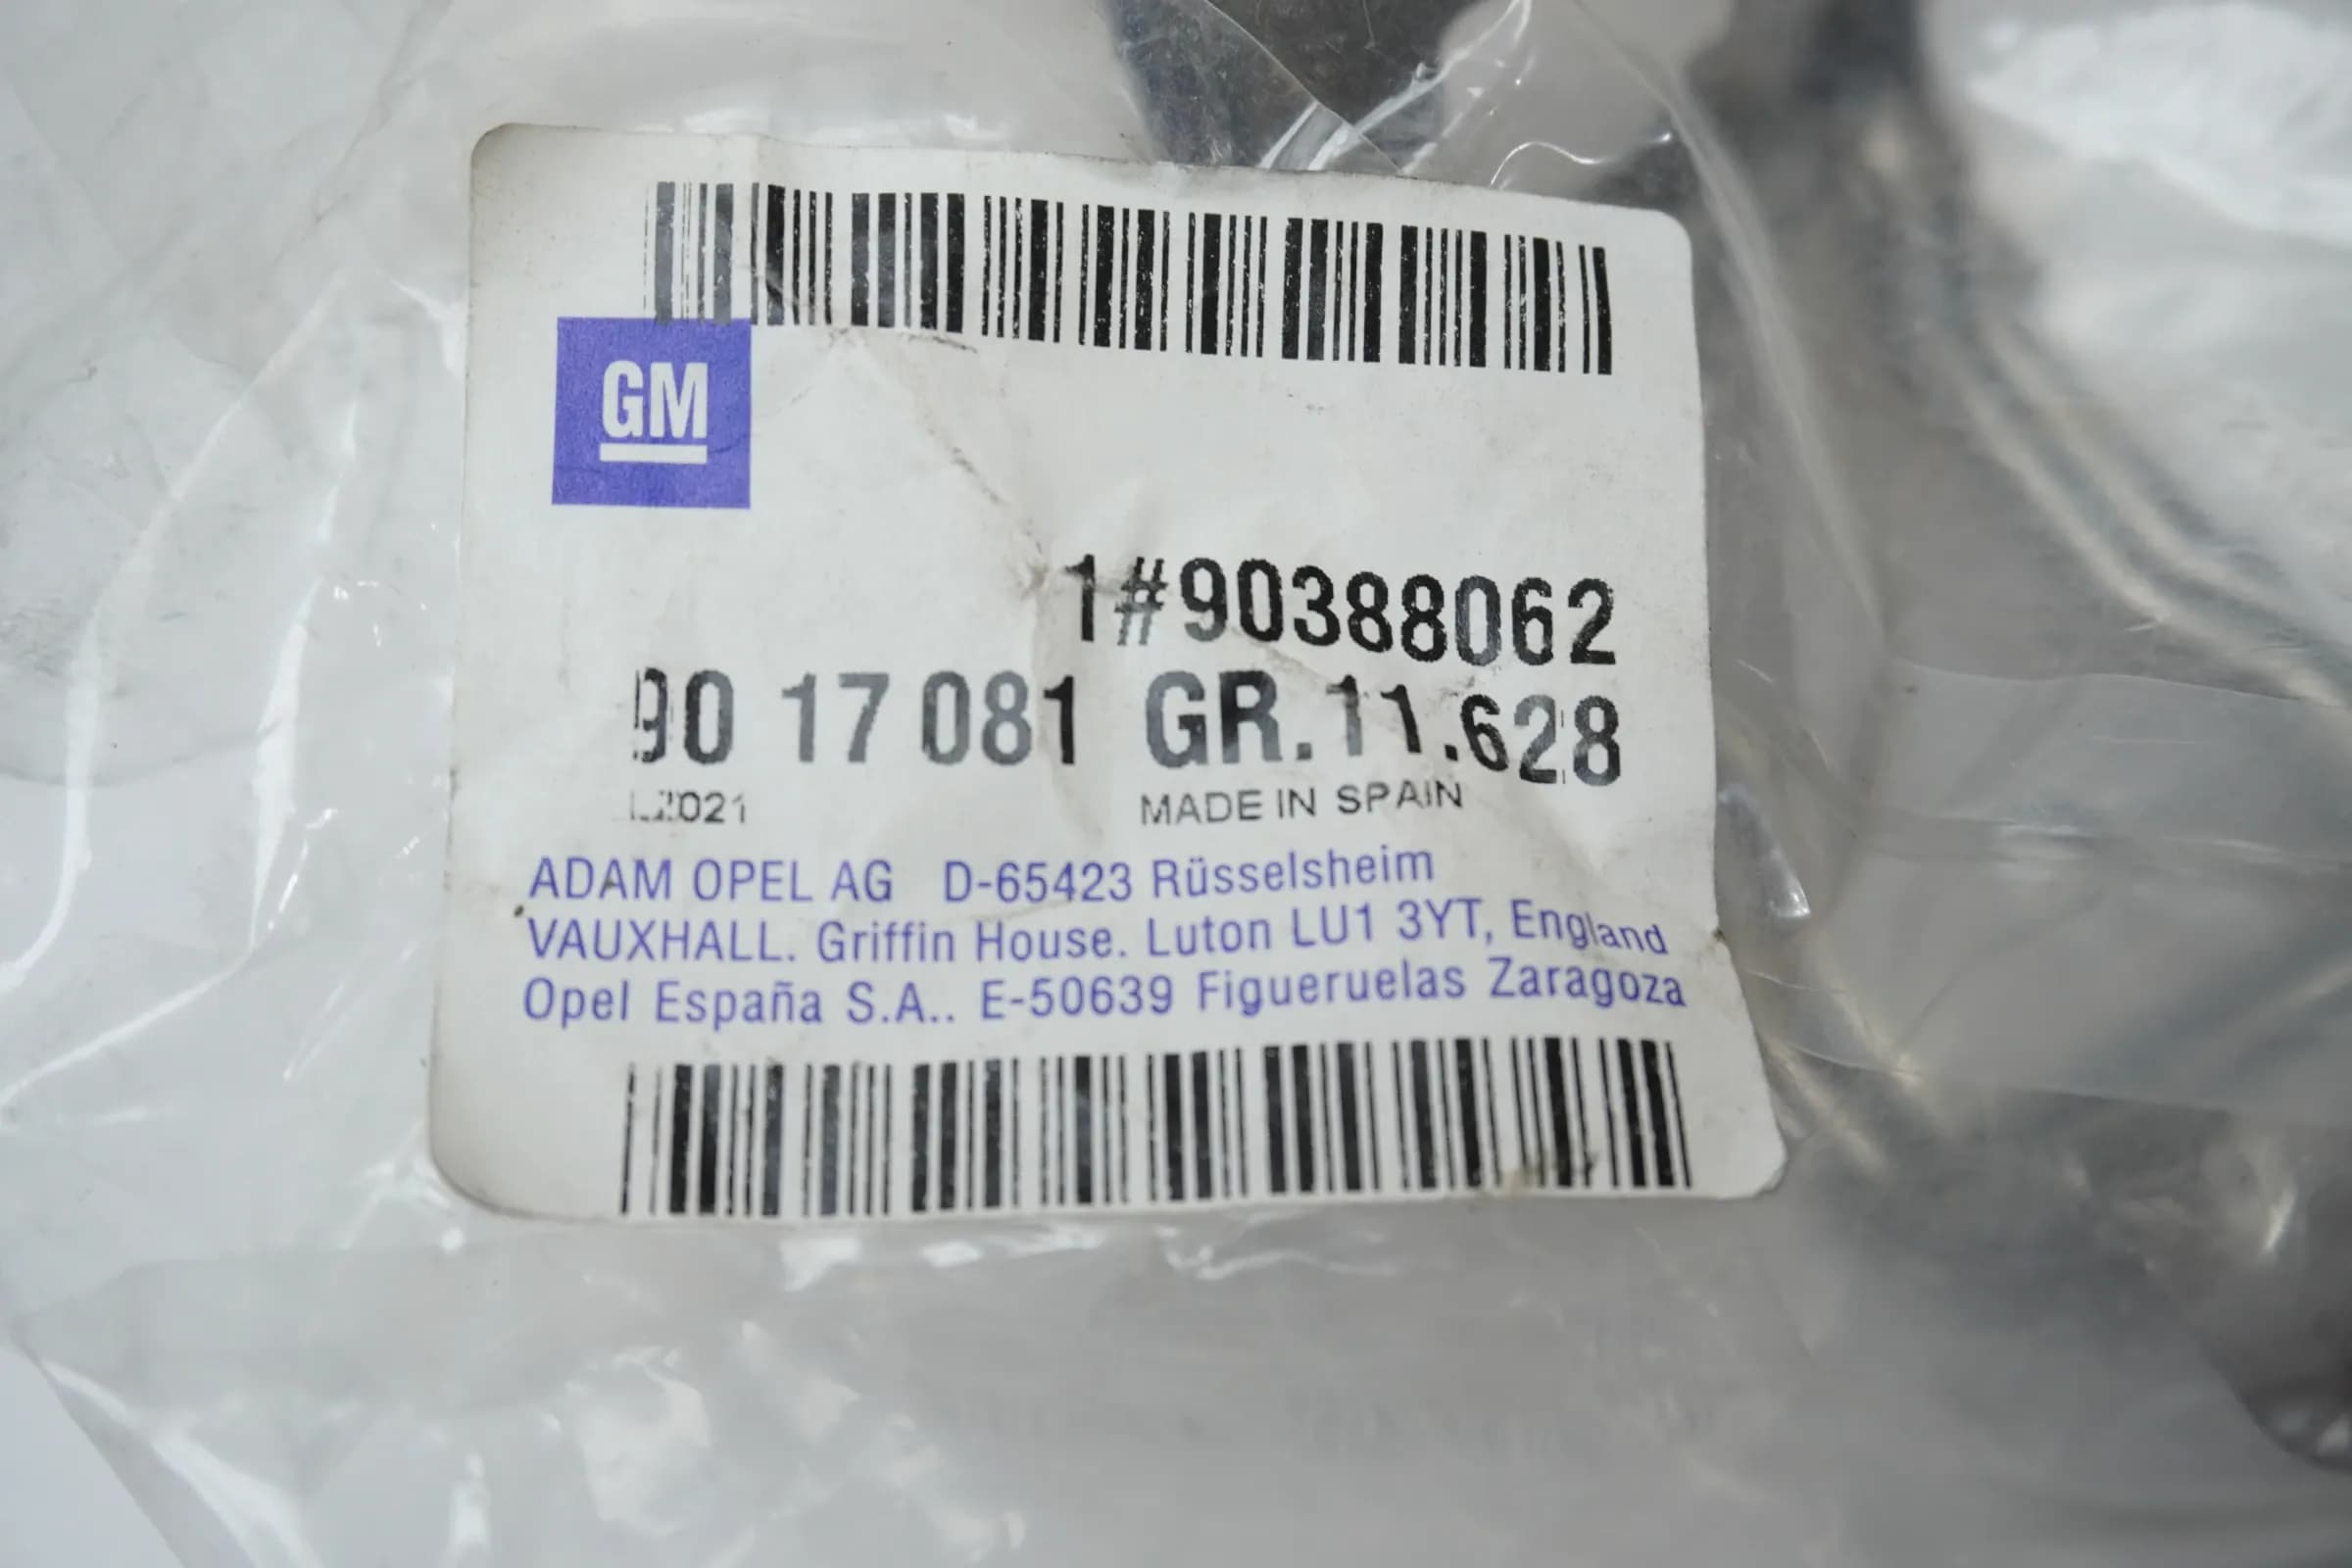 GM
1#90388062
90 17 081 GR.11.628
MADE IN SPAIN
ADAM OPEL AG D-65423 Rüsselsheim
VAUXHALL. Griffin House. Luton LU1 3YT, England
Opel España S.A.. E-50639 Figueruelas Zaragoza